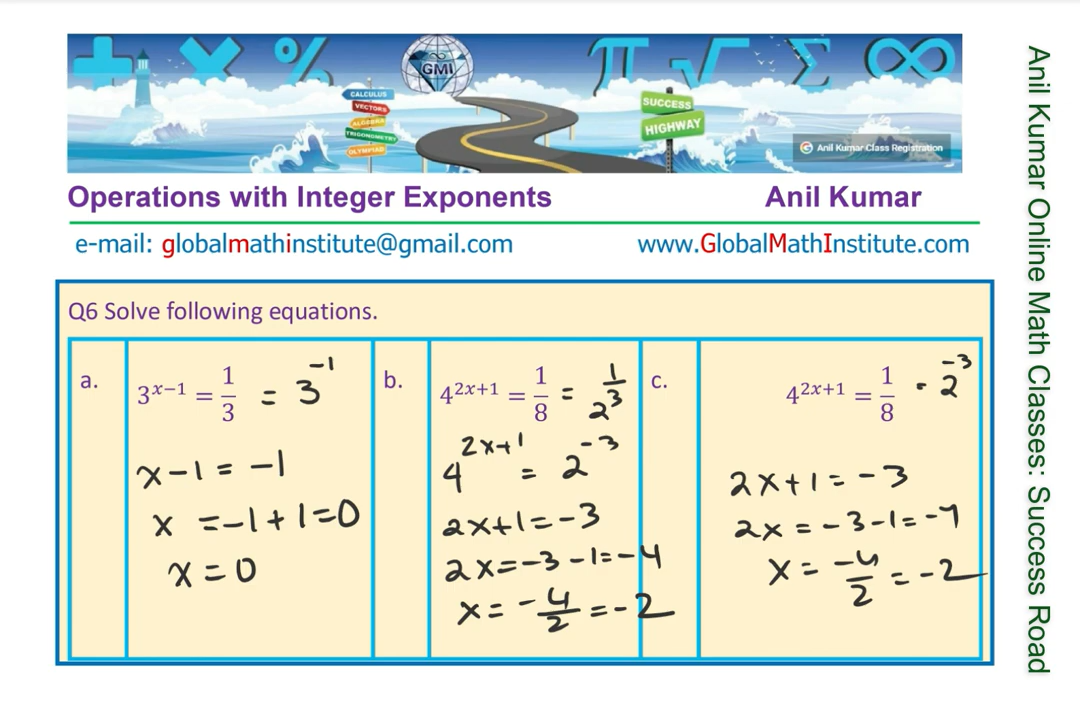 GMI
CALCULUS
VECTORS
ALGEBRA
TRIGONOMETRY
OLYMPIAD
SUCCESS
HIGHWAY
Anil Kumar Class Registration
Operations with Integer Exponents Anil Kumar
e-mail: globalmathinstitute@gmail.com www.GlobalMathInstitute.com
Q6 Solve following equations.
a.
3^{x−1} = 1/3 = 3^{-1}
x-1 = -1
x = -1+1=0
x = 0
b.
4^{2x+1} = 1/8 = 1/2^3
4^{2x+1} = 2^{-3}
2x+1=-3
2x=-3-1=-4
x = -4/2 = -2
c.
4^{2x+1} = 1/8 = 2^{-3}
2x+1=-3
2x = -3-1=-4
x = -4/2 = -2
Anil Kumar Online Math Classes: Success Road